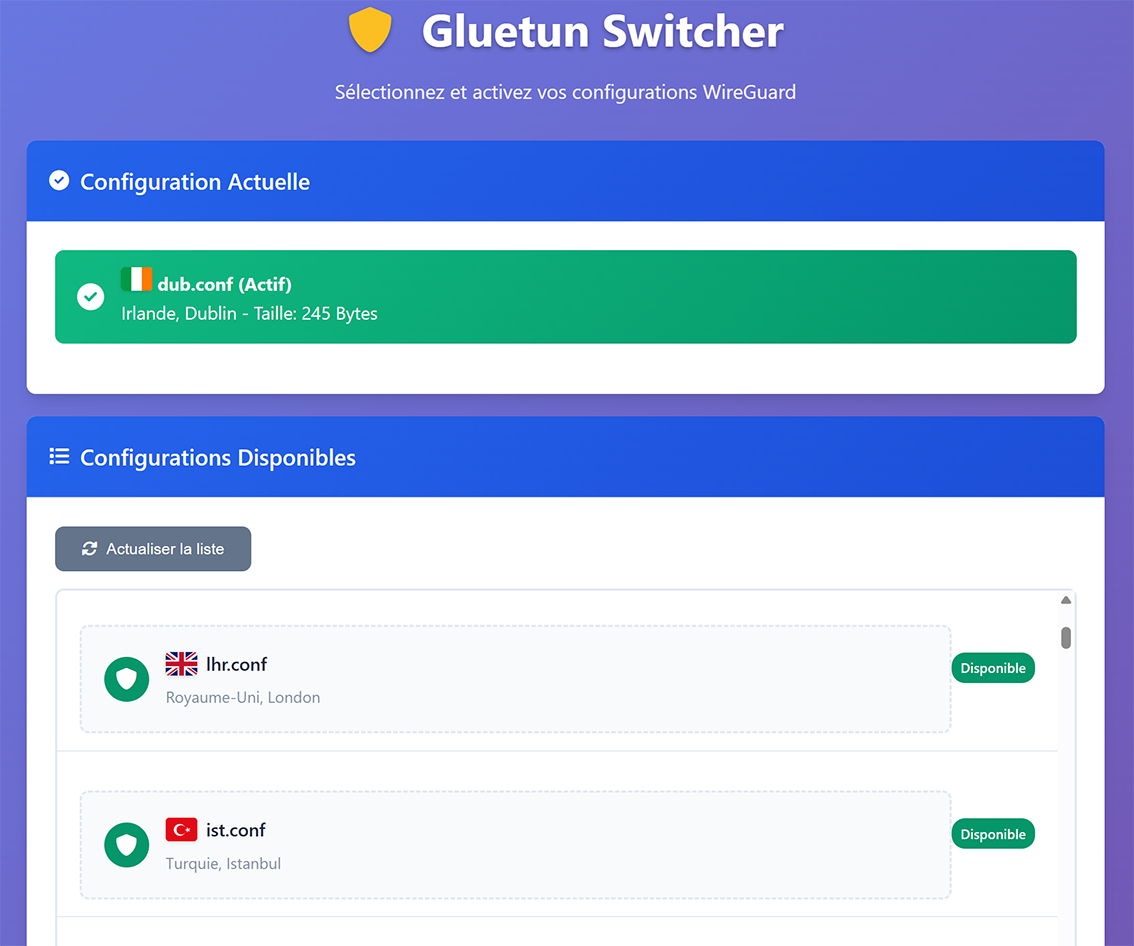 Gluetun Switcher
Sélectionnez et activez vos configurations WireGuard
Configuration Actuelle
dub.conf (Actif)
Irlande, Dublin - Taille: 245 Bytes
Configurations Disponibles
Actualiser la liste
lhr.conf
Royaume-Uni, London
Disponible
ist.conf
Turquie, Istanbul
Disponible